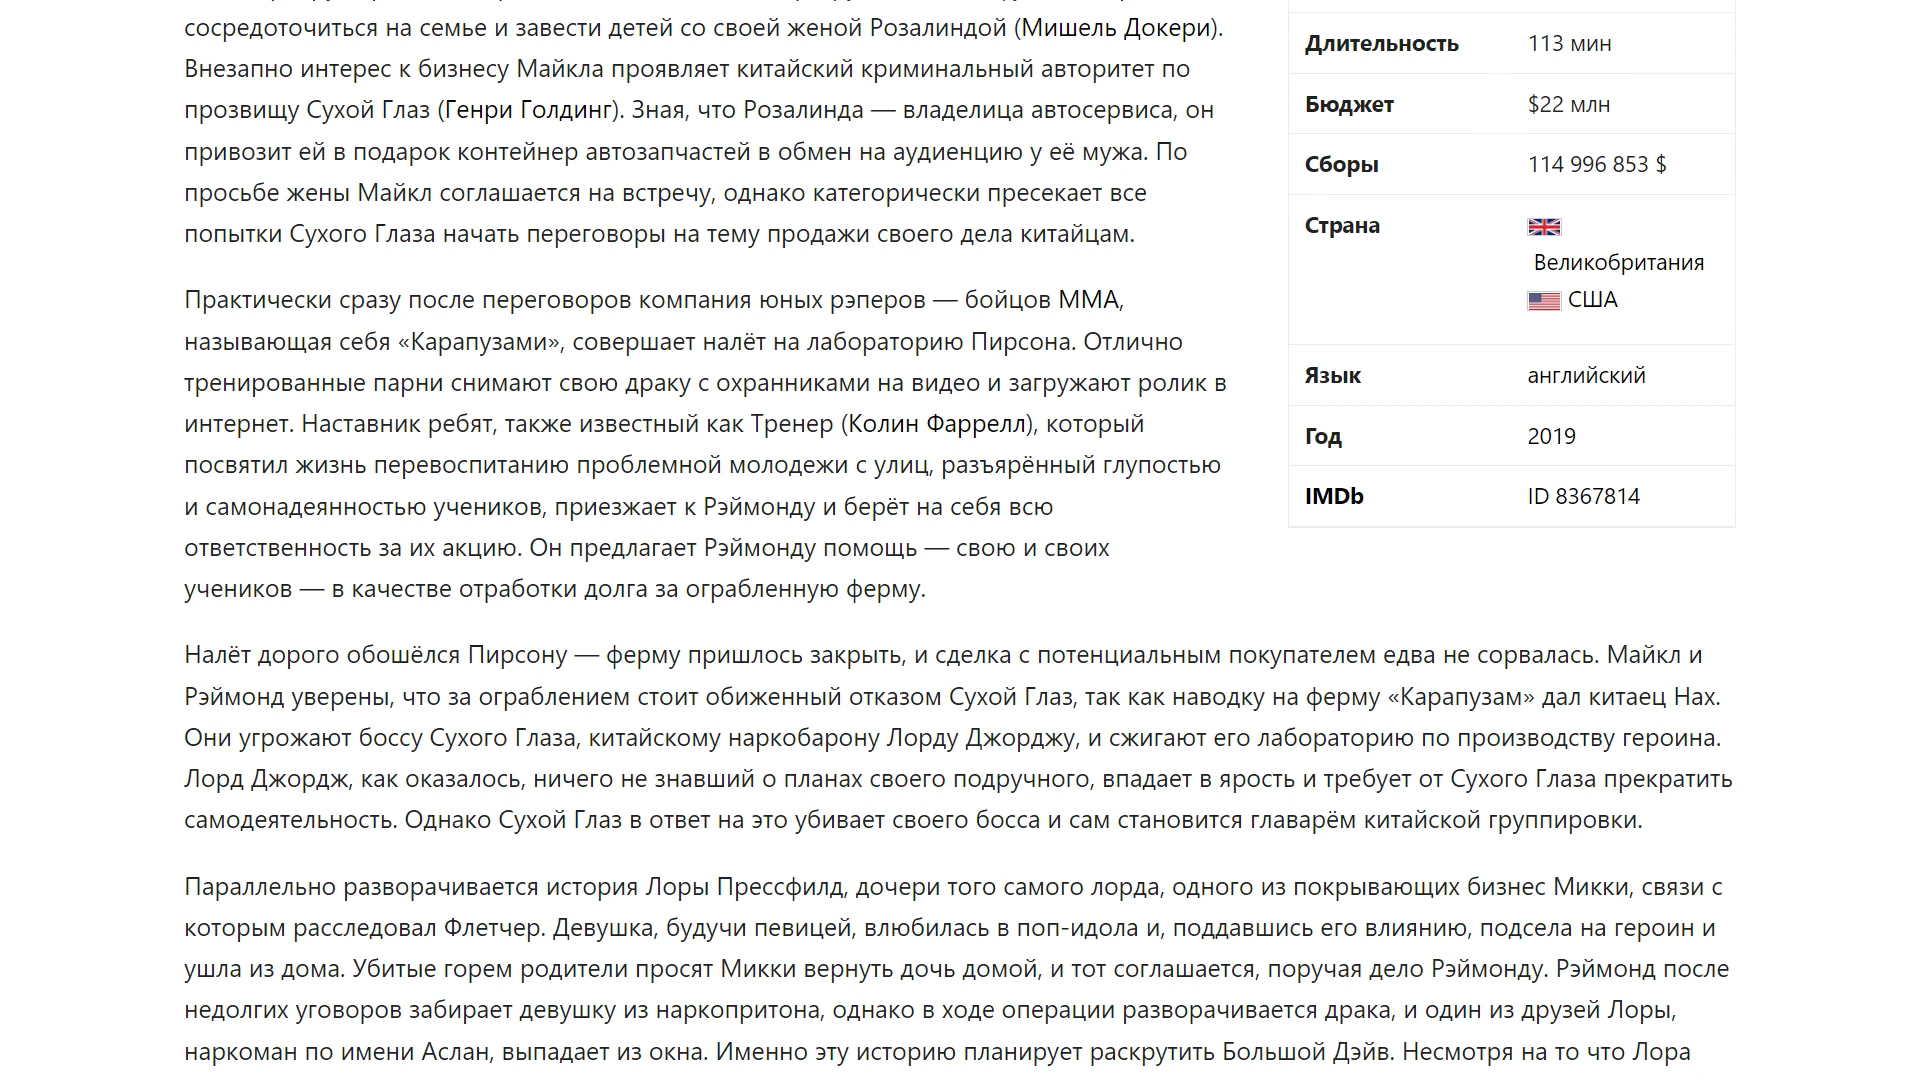 сосредоточиться на семье и завести детей со своей женой Розалиндой (Мишель Докери).
Внезапно интерес к бизнесу Майкла проявляет китайский криминальный авторитет по
прозвищу Сухой Глаз (Генри Голдинг). Зная, что Розалинда — владелица автосервиса, он
привозит ей в подарок контейнер автозапчастей в обмен на аудиенцию у её мужа. По
просьбе жены Майкл соглашается на встречу, однако категорически пресекает все
попытки Сухого Глаза начать переговоры на тему продажи своего дела китайцам.
Практически сразу после переговоров компания юных рэперов — бойцов ММА,
называющая себя «Карапузами», совершает налёт на лабораторию Пирсона. Отлично
тренированные парни снимают свою драку с охранниками на видео и загружают ролик в
интернет. Наставник ребят, также известный как Тренер (Колин Фаррелл), который
посвятил жизнь перевоспитанию проблемной молодежи с улиц, разъярённый глупостью
и самонадеянностью учеников, приезжает к Рэймонду и берёт на себя всю
ответственность за их акцию. Он предлагает Рэймонду помощь — свою и своих
учеников — в качестве отработки долга за ограбленную ферму.
Длительность 113 мин
Бюджет $22 млн
Сборы 114 996 853 $
Страна
Великобритания
США
Язык английский
Год 2019
IMDb ID 8367814
Налёт дорого обошёлся Пирсону — ферму пришлось закрыть, и сделка с потенциальным покупателем едва не сорвалась. Майкл и
Рэймонд уверены, что за ограблением стоит обиженный отказом Сухой Глаз, так как наводку на ферму «Карапузам» дал китаец Нах.
Они угрожают боссу Сухого Глаза, китайскому наркобарону Лорду Джорджу, и сжигают его лабораторию по производству героина.
Лорд Джордж, как оказалось, ничего не знавший о планах своего подручного, впадает в ярость и требует от Сухого Глаза прекратить
самодеятельность. Однако Сухой Глаз в ответ на это убивает своего босса и сам становится главарём китайской группировки.
Параллельно разворачивается история Лоры Прессфилд, дочери того самого лорда, одного из покрывающих бизнес Микки, связи с
которым расследовал Флетчер. Девушка, будучи певицей, влюбилась в поп-идола и, поддавшись его влиянию, подсела на героин и
ушла из дома. Убитые горем родители просят Микки вернуть дочь домой, и тот соглашается, поручая дело Рэймонду. Рэймонд после
недолгих уговоров забирает девушку из наркопритона, однако в ходе операции разворачивается драка, и один из друзей Лоры,
наркоман по имени Аслан, выпадает из окна. Именно эту историю планирует раскрутить Большой Дэйв. Несмотря на то что Лора